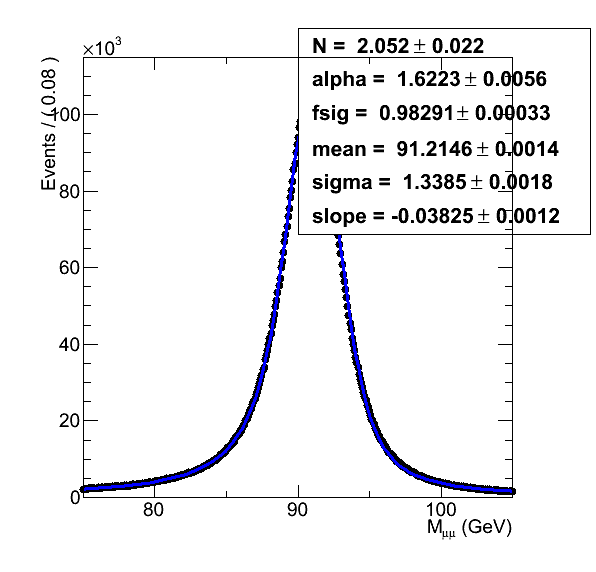 ×10³
N = 2.052 ± 0.022
alpha = 1.6223 ± 0.0056
fsig = 0.98291 ± 0.00033
mean = 91.2146 ± 0.0014
sigma = 1.3385 ± 0.0018
slope = -0.03825 ± 0.0012
Events / ( 0.08 )
100
80
60
40
20
0
80 90 100
Mμμ (GeV)